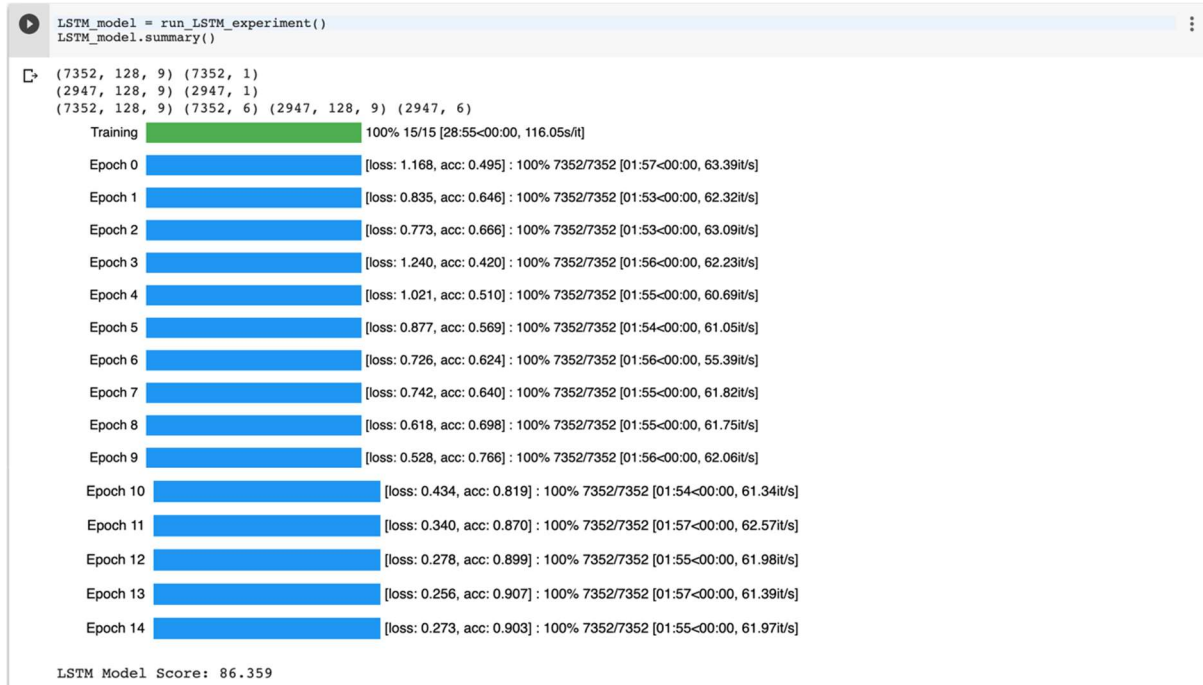 LSTM_model = run_LSTM_experiment()
LSTM_model.summary()
(7352, 128, 9) (7352, 1)
(2947, 128, 9) (2947, 1)
(7352, 128, 9) (7352, 6) (2947, 128, 9) (2947, 6)
Training 100% 15/15 [28:55<00:00, 116.05s/it]
Epoch 0 [loss: 1.168, acc: 0.495] : 100% 7352/7352 [01:57<00:00, 63.39it/s]
Epoch 1 [loss: 0.835, acc: 0.646] : 100% 7352/7352 [01:53<00:00, 62.32it/s]
Epoch 2 [loss: 0.773, acc: 0.666] : 100% 7352/7352 [01:53<00:00, 63.09it/s]
Epoch 3 [loss: 1.240, acc: 0.420] : 100% 7352/7352 [01:56<00:00, 62.23it/s]
Epoch 4 [loss: 1.021, acc: 0.510] : 100% 7352/7352 [01:55<00:00, 60.69it/s]
Epoch 5 [loss: 0.877, acc: 0.569] : 100% 7352/7352 [01:54<00:00, 61.05it/s]
Epoch 6 [loss: 0.726, acc: 0.624] : 100% 7352/7352 [01:56<00:00, 55.39it/s]
Epoch 7 [loss: 0.742, acc: 0.640] : 100% 7352/7352 [01:55<00:00, 61.82it/s]
Epoch 8 [loss: 0.618, acc: 0.698] : 100% 7352/7352 [01:55<00:00, 61.75it/s]
Epoch 9 [loss: 0.528, acc: 0.766] : 100% 7352/7352 [01:56<00:00, 62.06it/s]
Epoch 10 [loss: 0.434, acc: 0.819] : 100% 7352/7352 [01:54<00:00, 61.34it/s]
Epoch 11 [loss: 0.340, acc: 0.870] : 100% 7352/7352 [01:57<00:00, 62.57it/s]
Epoch 12 [loss: 0.278, acc: 0.899] : 100% 7352/7352 [01:55<00:00, 61.98it/s]
Epoch 13 [loss: 0.256, acc: 0.907] : 100% 7352/7352 [01:57<00:00, 61.39it/s]
Epoch 14 [loss: 0.273, acc: 0.903] : 100% 7352/7352 [01:55<00:00, 61.97it/s]
LSTM Model Score: 86.359